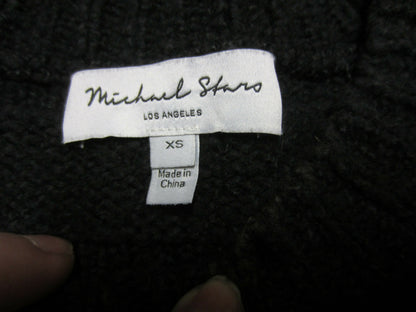 Michael Stars
LOS ANGELES
XS
Made in
China